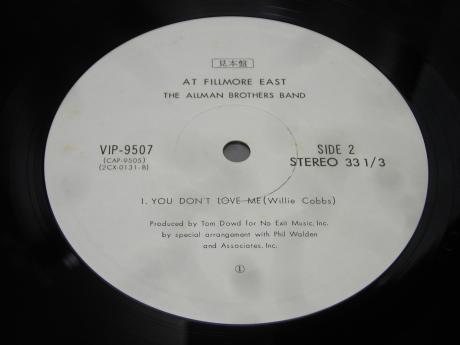 見本盤
AT FILLMORE EAST
THE ALLMAN BROTHERS BAND
VIP-9507
(CAP-9505)
(2CX-0131-B)
SIDE 2
STEREO 33 1/3
1. YOU DON'T LOVE ME (Willie Cobbs)
Produced by Tom Dowd for No Exit Music, Inc.
by special arrangement with Phil Walden
and Associates, Inc.
①